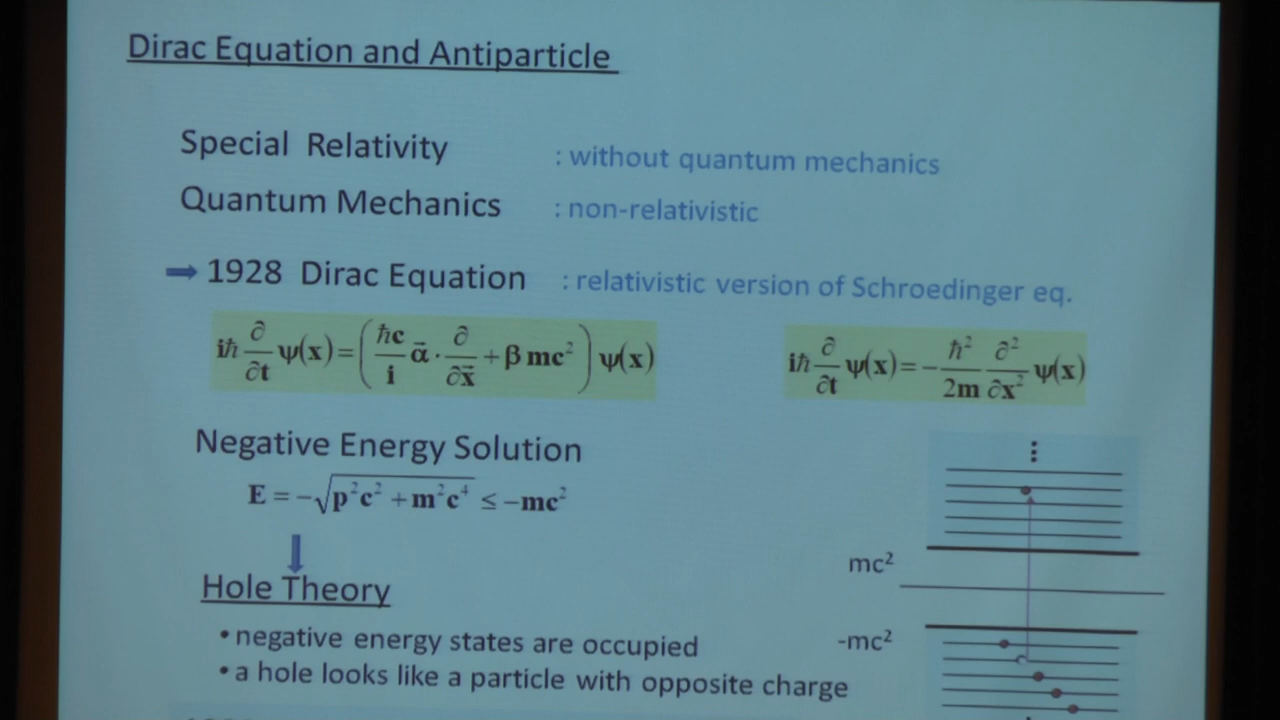 Dirac Equation and Antiparticle
Special Relativity : without quantum mechanics
Quantum Mechanics : non-relativistic
➡ 1928 Dirac Equation : relativistic version of Schroedinger eq.
iħ ∂/∂t ψ(x) = ( ħc/i α⃗ · ∂/∂x⃗ + β mc² ) ψ(x)
iħ ∂/∂t ψ(x) = − ħ²/2m ∂²/∂x² ψ(x)
Negative Energy Solution
E = −√(p²c² + m²c⁴) ≤ −mc²
Hole Theory
• negative energy states are occupied
• a hole looks like a particle with opposite charge
⋮
mc²
-mc²